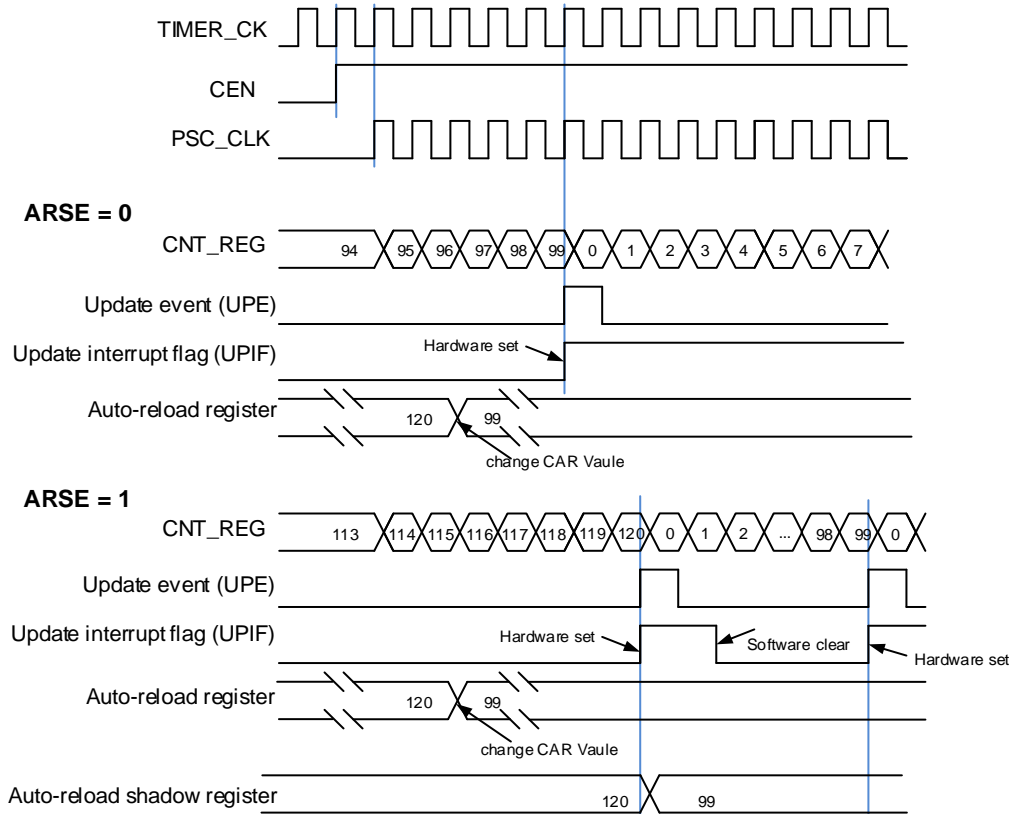 TIMER_CK
CEN
PSC_CLK
ARSE = 0
CNT_REG 94 95 96 97 98 99 0 1 2 3 4 5 6 7
Update event (UPE)
Update interrupt flag (UPIF) Hardware set
Auto-reload register 120 99
change CAR Vaule
ARSE = 1
CNT_REG 113 114 115 116 117 118 119 120 0 1 2 ... 98 99 0
Update event (UPE)
Update interrupt flag (UPIF) Hardware set Software clear Hardware set
Auto-reload register 120 99
change CAR Vaule
Auto-reload shadow register 120 99